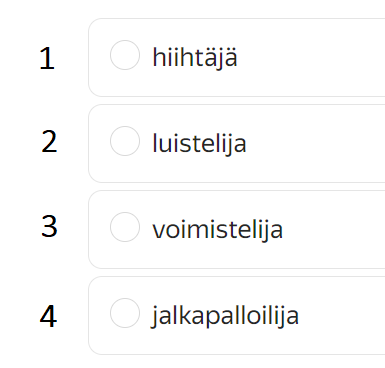 1 hiihtäjä
2 luistelija
3 voimistelija
4 jalkapalloilija